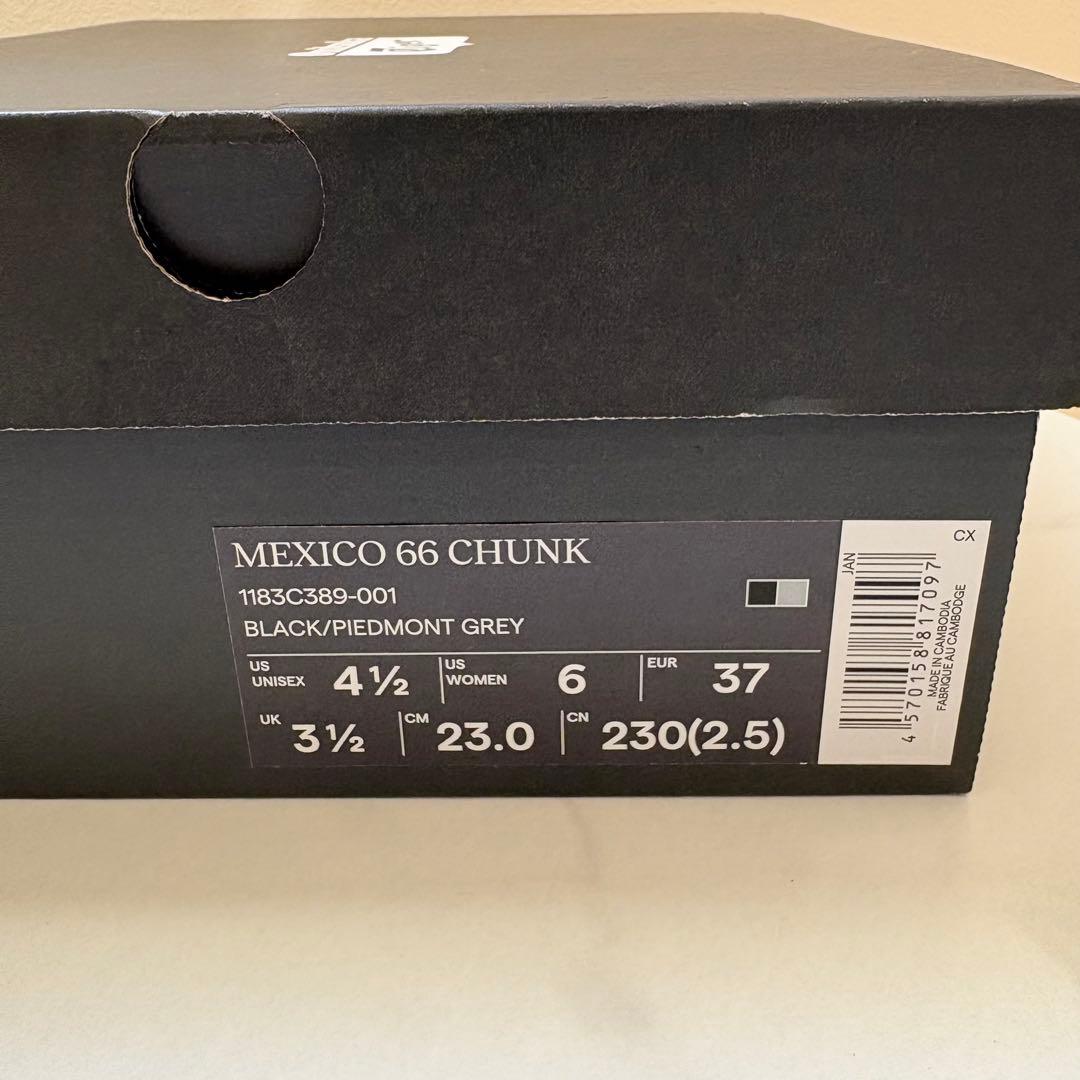 MEXICO 66 CHUNK
1183C389-001
BLACK/PIEDMONT GREY
US UNISEX 4½ US WOMEN 6 EUR 37
UK 3½ CM 23.0 CN 230(2.5)
CX
JAN
4570158817097
MADE IN CAMBODIA
FABRIQUE AU CAMBODGE